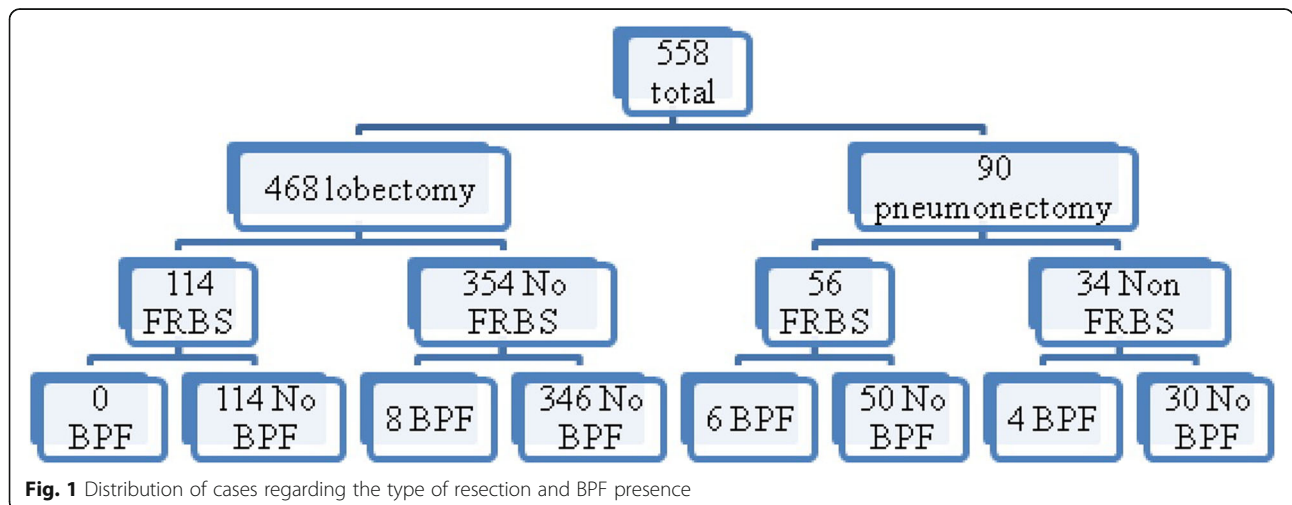 558
total
468 lobectomy
90
pneumonectomy
114
FRBS
354 No
FRBS
56
FRBS
34 Non
FRBS
0
BPF
114 No
BPF
8 BPF
346 No
BPF
6 BPF
50 No
BPF
4 BPF
30 No
BPF
Fig. 1 Distribution of cases regarding the type of resection and BPF presence